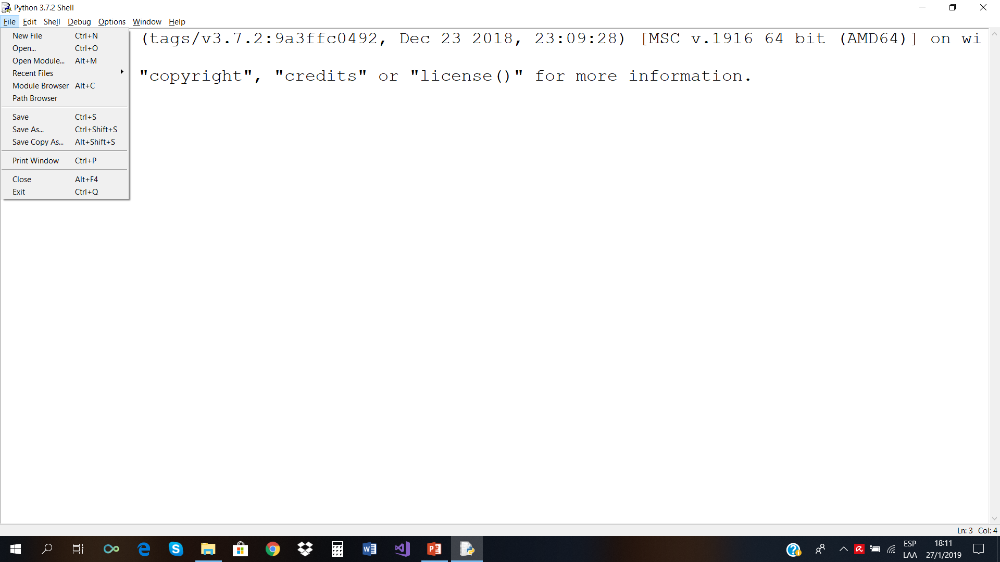 Python 3.7.2 Shell
File Edit Shell Debug Options Window Help
New File Ctrl+N
Open... Ctrl+O
Open Module... Alt+M
Recent Files
Module Browser Alt+C
Path Browser
Save Ctrl+S
Save As... Ctrl+Shift+S
Save Copy As... Alt+Shift+S
Print Window Ctrl+P
Close Alt+F4
Exit Ctrl+Q
(tags/v3.7.2:9a3ffc0492, Dec 23 2018, 23:09:28) [MSC v.1916 64 bit (AMD64)] on wi
"copyright", "credits" or "license()" for more information.
Ln: 3 Col: 4
ESP 18:11
LAA 27/1/2019